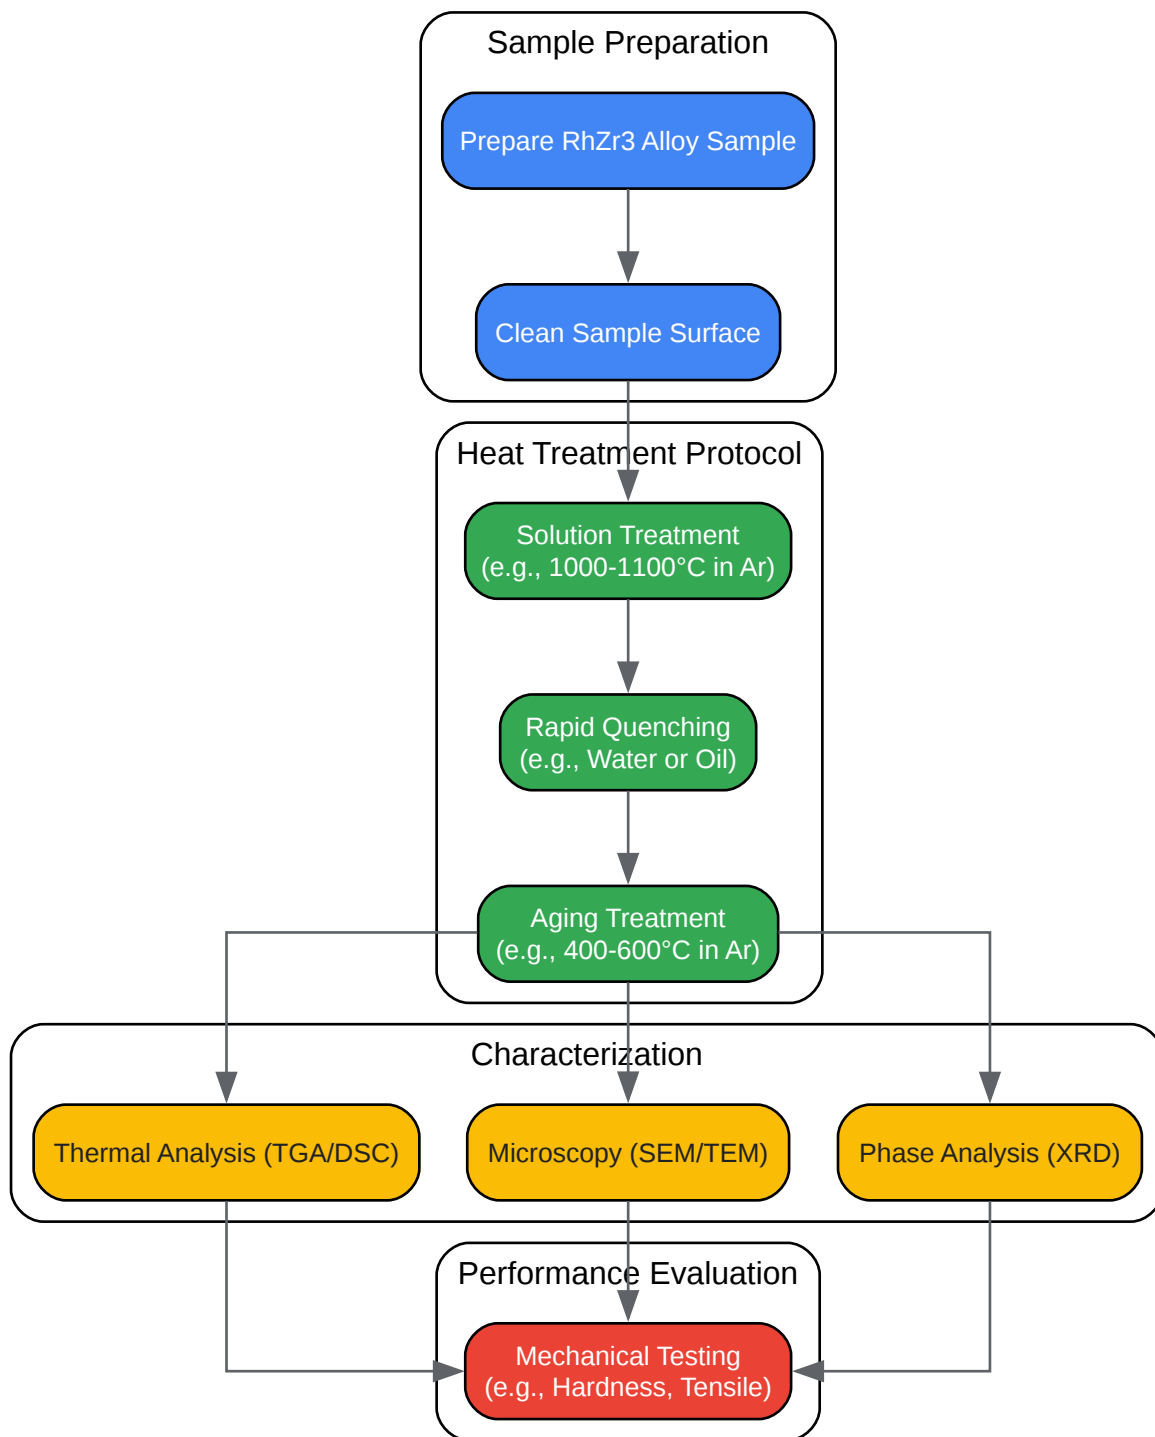 Sample Preparation
Prepare RhZr3 Alloy Sample
Clean Sample Surface
Heat Treatment Protocol
Solution Treatment
(e.g., 1000-1100°C in Ar)
Rapid Quenching
(e.g., Water or Oil)
Aging Treatment
(e.g., 400-600°C in Ar)
Characterization
Thermal Analysis (TGA/DSC)
Microscopy (SEM/TEM)
Phase Analysis (XRD)
Performance Evaluation
Mechanical Testing
(e.g., Hardness, Tensile)